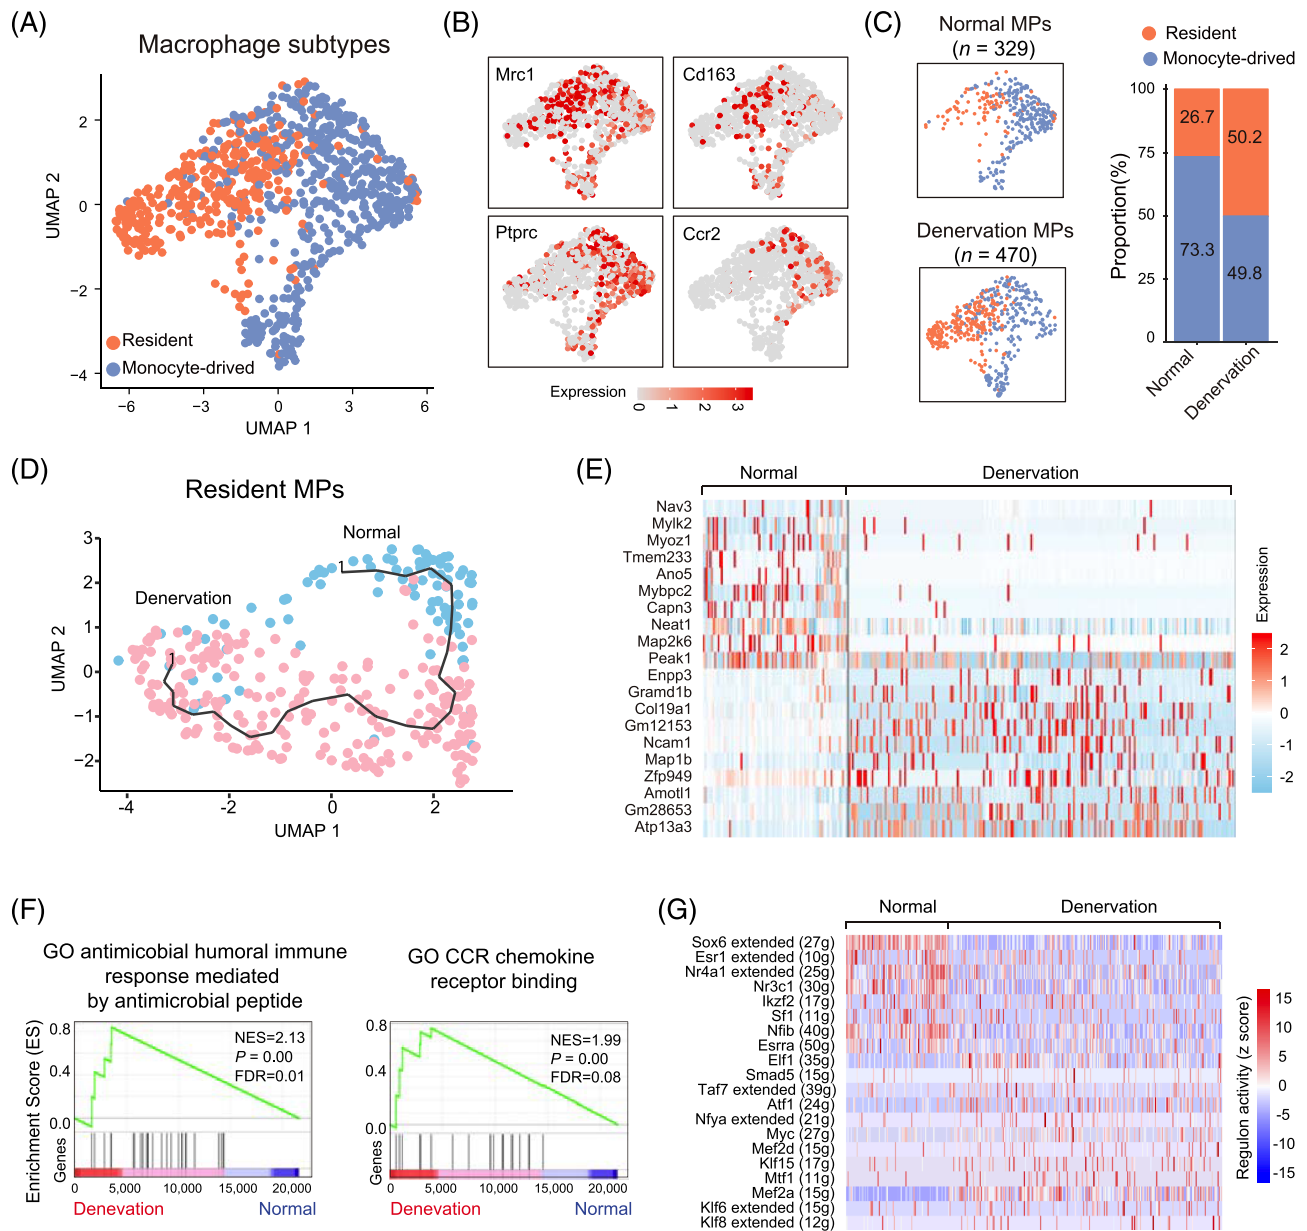 (A)
Macrophage subtypes
UMAP 2
2
0
−2
−4
Resident
Monocyte-drived
−6
−3
0
3
6
UMAP 1
(B)
Mrc1
Cd163
Ptprc
Ccr2
Expression
0
1
2
3
(C)
Normal MPs
(n = 329)
Denervation MPs
(n = 470)
Resident
Monocyte-drived
Proportion(%)
100
75
50
25
0
26.7
73.3
50.2
49.8
Normal
Denervation
(D)
Resident MPs
UMAP 2
3
2
1
0
−1
−2
Normal
1
Denervation
1
-4
-2
0
2
UMAP 1
(E)
Normal
Denervation
Nav3
Mylk2
Myoz1
Tmem233
Ano5
Mybpc2
Capn3
Neat1
Map2k6
Peak1
Enpp3
Gramd1b
Col19a1
Gm12153
Ncam1
Map1b
Zfp949
Amotl1
Gm28653
Atp13a3
Expression
2
1
0
-1
-2
(F)
GO antimicobial humoral immune
response mediated
by antimicrobial peptide
Enrichment Score (ES)
0.8
0.4
0.0
NES=2.13
P = 0.00
FDR=0.01
Genes
0
5,000
10,000
15,000
20,000
Denevation
Normal
GO CCR chemokine
receptor binding
0.8
0.4
0.0
NES=1.99
P = 0.00
FDR=0.08
Genes
0
5,000
10,000
15,000
20,000
Denervation
Normal
(G)
Normal
Denervation
Sox6 extended (27g)
Esr1 extended (10g)
Nr4a1 extended (25g)
Nr3c1 (30g)
Ikzf2 (17g)
Sf1 (11g)
Nfib (40g)
Esrra (50g)
Elf1 (35g)
Smad5 (15g)
Taf7 extended (39g)
Atf1 (24g)
Nfya extended (21g)
Myc (27g)
Mef2d (15g)
Klf15 (17g)
Mtf1 (11g)
Mef2a (15g)
Klf6 extended (15g)
Klf8 extended (12g)
Regulon activity (z score)
15
10
5
0
-5
-10
-15